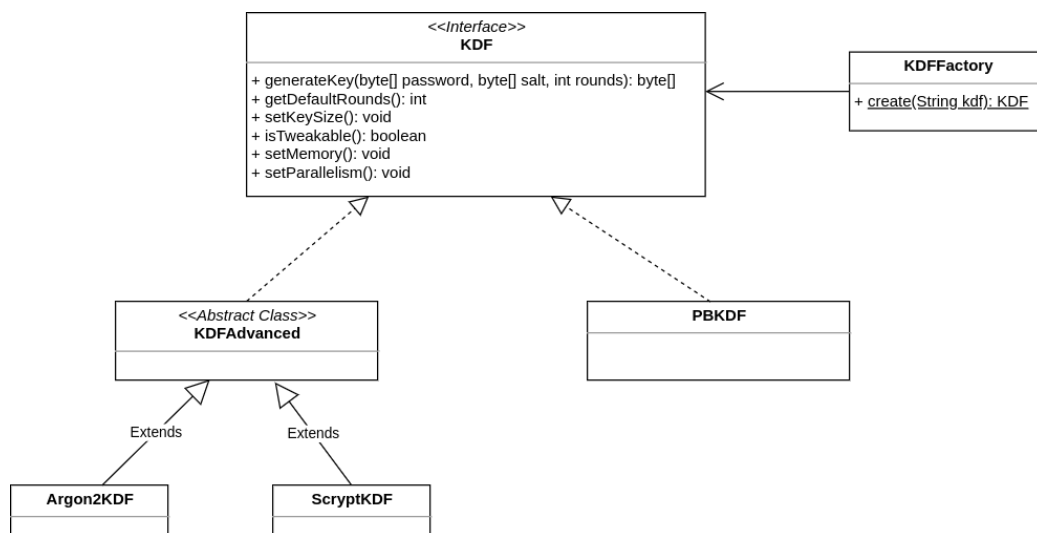 <<Interface>>
KDF
+ generateKey(byte[] password, byte[] salt, int rounds): byte[]
+ getDefaultRounds(): int
+ setKeySize(): void
+ isTweakable(): boolean
+ setMemory(): void
+ setParallelism(): void
KDFFactory
+ create(String kdf): KDF
<<Abstract Class>>
KDFAdvanced
PBKDF
Extends
Extends
Argon2KDF
ScryptKDF